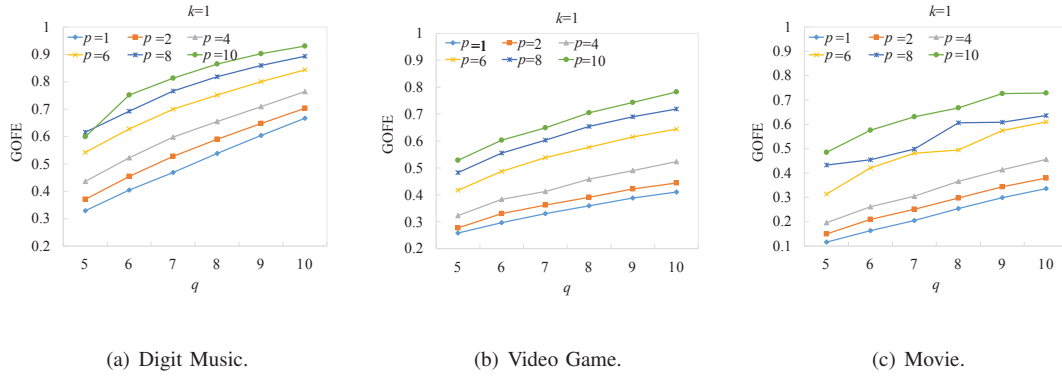 k=1
1
0.9
0.8
0.7
0.6
0.5
0.4
0.3
0.2
GOFE
p=1 p=2 p=4
p=6 p=8 p=10
5 6 7 8 9 10
q
(a) Digit Music.
k=1
1
0.9
0.8
0.7
0.6
0.5
0.4
0.3
0.2
GOFE
p=1 p=2 p=4
p=6 p=8 p=10
5 6 7 8 9 10
q
(b) Video Game.
k=1
1
0.9
0.8
0.7
0.6
0.5
0.4
0.3
0.2
0.1
GOFE
p=1 p=2 p=4
p=6 p=8 p=10
5 6 7 8 9 10
q
(c) Movie.